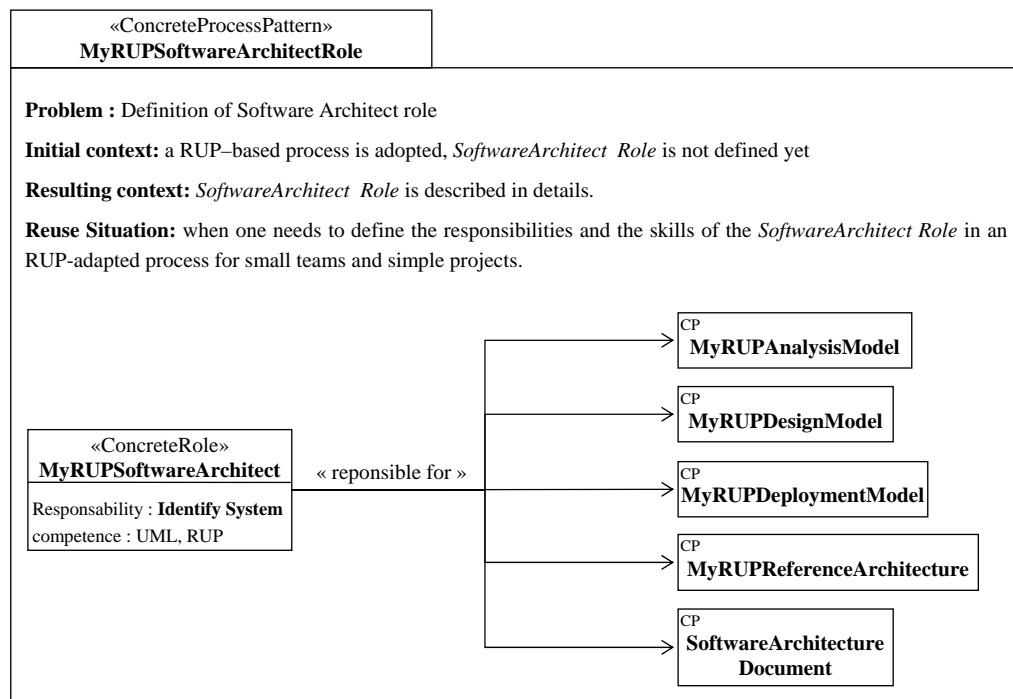 «ConcreteProcessPattern»
MyRUPSoftwareArchitectRole
Problem : Definition of Software Architect role
Initial context: a RUP–based process is adopted, SoftwareArchitect Role is not defined yet
Resulting context: SoftwareArchitect Role is described in details.
Reuse Situation: when one needs to define the responsibilities and the skills of the SoftwareArchitect Role in an
RUP-adapted process for small teams and simple projects.
CP
MyRUPAnalysisModel
CP
MyRUPDesignModel
«ConcreteRole»
MyRUPSoftwareArchitect
Responsability : Identify System
competence : UML, RUP
« reponsible for »
CP
MyRUPDeploymentModel
CP
MyRUPReferenceArchitecture
CP
SoftwareArchitecture
Document